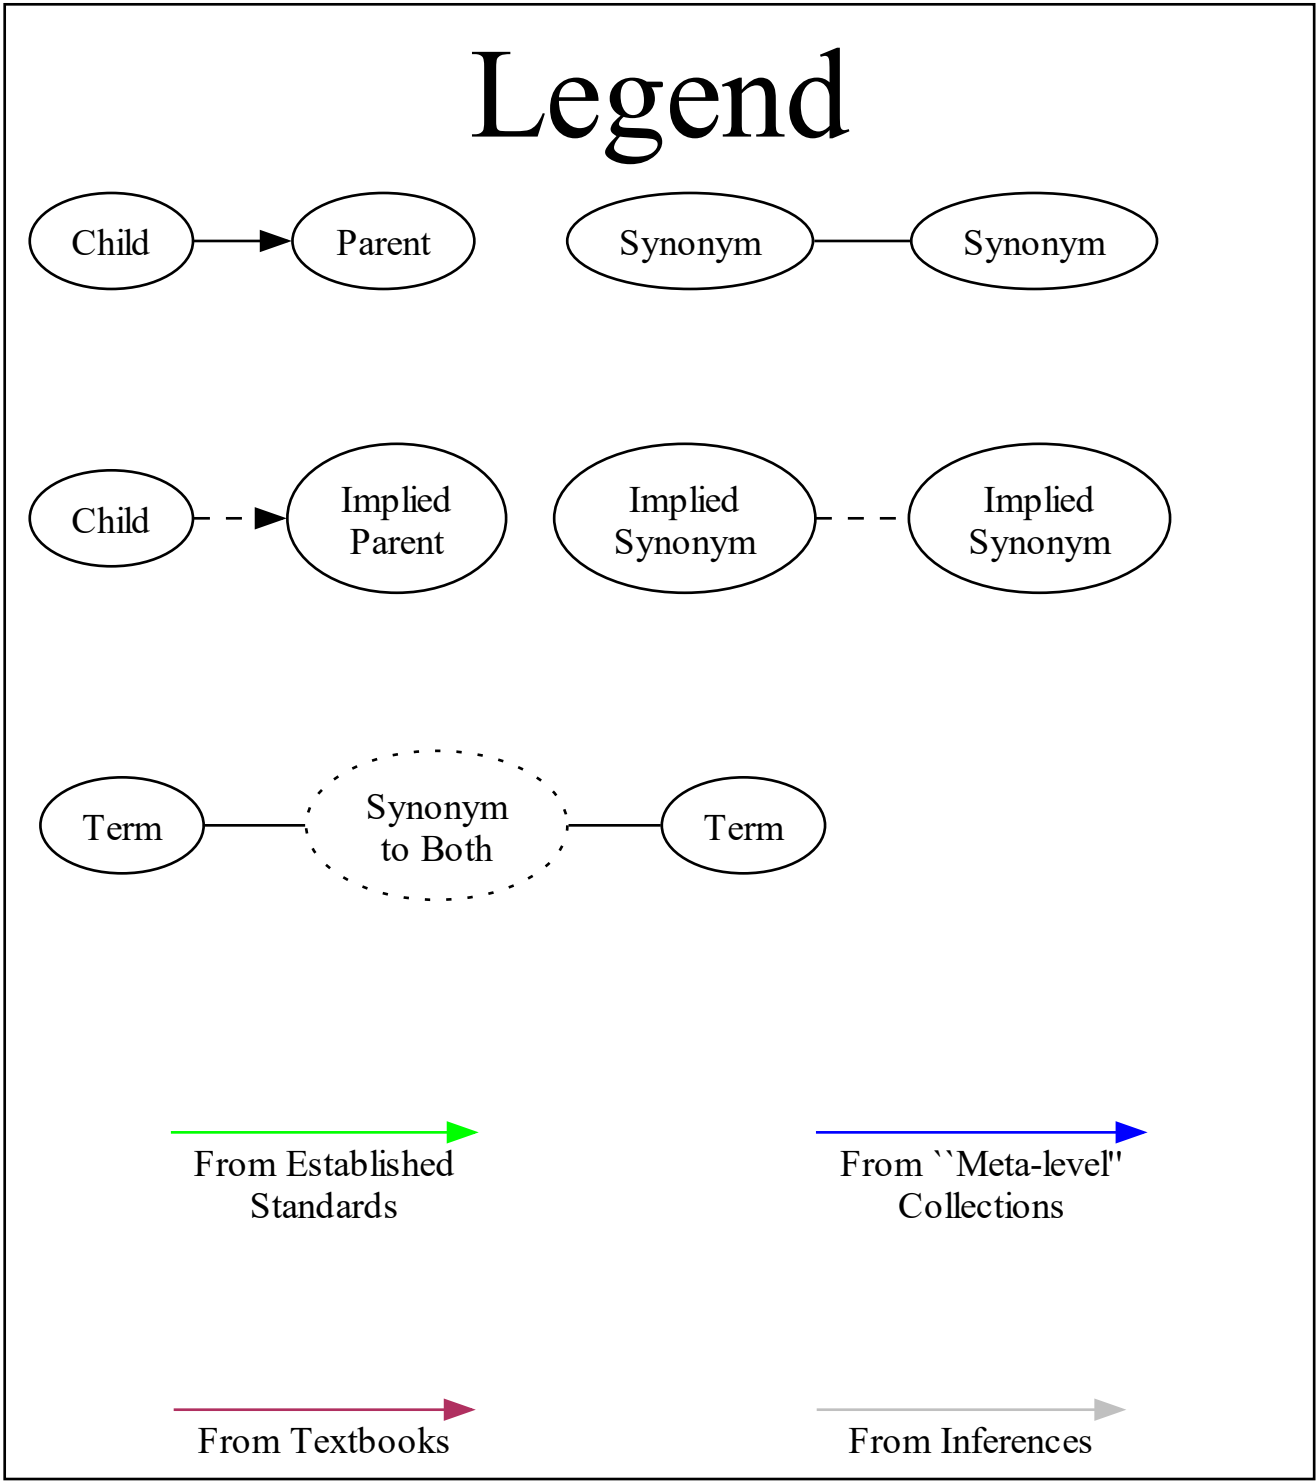 Legend
Child
Parent
Synonym
Synonym
Child
Implied
Parent
Implied
Synonym
Implied
Synonym
Term
Synonym
to Both
Term
From Established
Standards
From ``Meta-level"
Collections
From Textbooks
From Inferences